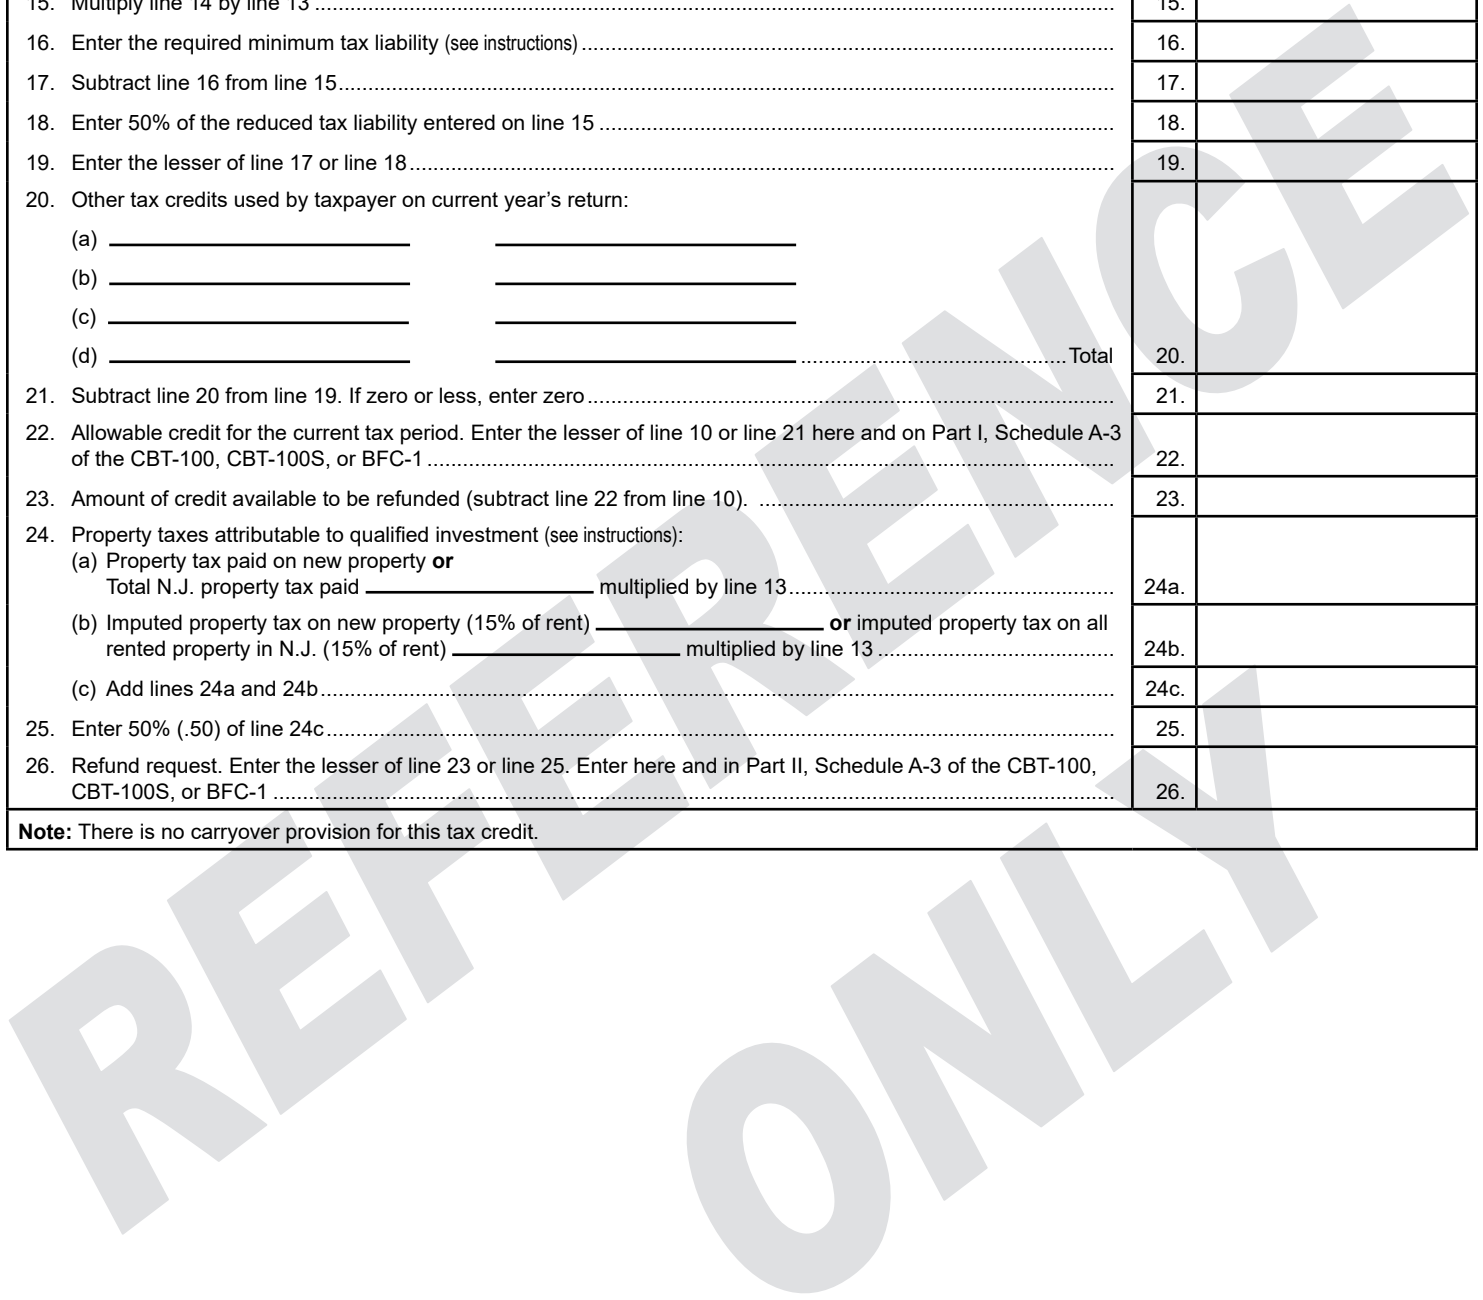 15. Multiply line 14 by line 13 ........ 15.
16. Enter the required minimum tax liability (see instructions) ........ 16.
17. Subtract line 16 from line 15 ........ 17.
18. Enter 50% of the reduced tax liability entered on line 15 ........ 18.
19. Enter the lesser of line 17 or line 18 ........ 19.
20. Other tax credits used by taxpayer on current year’s return:
(a) ________ ________
(b) ________ ________
(c) ________ ________
(d) ________ ________ ........ Total 20.
21. Subtract line 20 from line 19. If zero or less, enter zero ........ 21.
22. Allowable credit for the current tax period. Enter the lesser of line 10 or line 21 here and on Part I, Schedule A-3
of the CBT-100, CBT-100S, or BFC-1 ........ 22.
23. Amount of credit available to be refunded (subtract line 22 from line 10). ........ 23.
24. Property taxes attributable to qualified investment (see instructions):
(a) Property tax paid on new property or
Total N.J. property tax paid ________ multiplied by line 13 ........ 24a.
(b) Imputed property tax on new property (15% of rent) ________ or imputed property tax on all
rented property in N.J. (15% of rent) ________ multiplied by line 13 ........ 24b.
(c) Add lines 24a and 24b ........ 24c.
25. Enter 50% (.50) of line 24c ........ 25.
26. Refund request. Enter the lesser of line 23 or line 25. Enter here and in Part II, Schedule A-3 of the CBT-100,
CBT-100S, or BFC-1 ........ 26.
Note: There is no carryover provision for this tax credit.
REFERENCE
ONLY